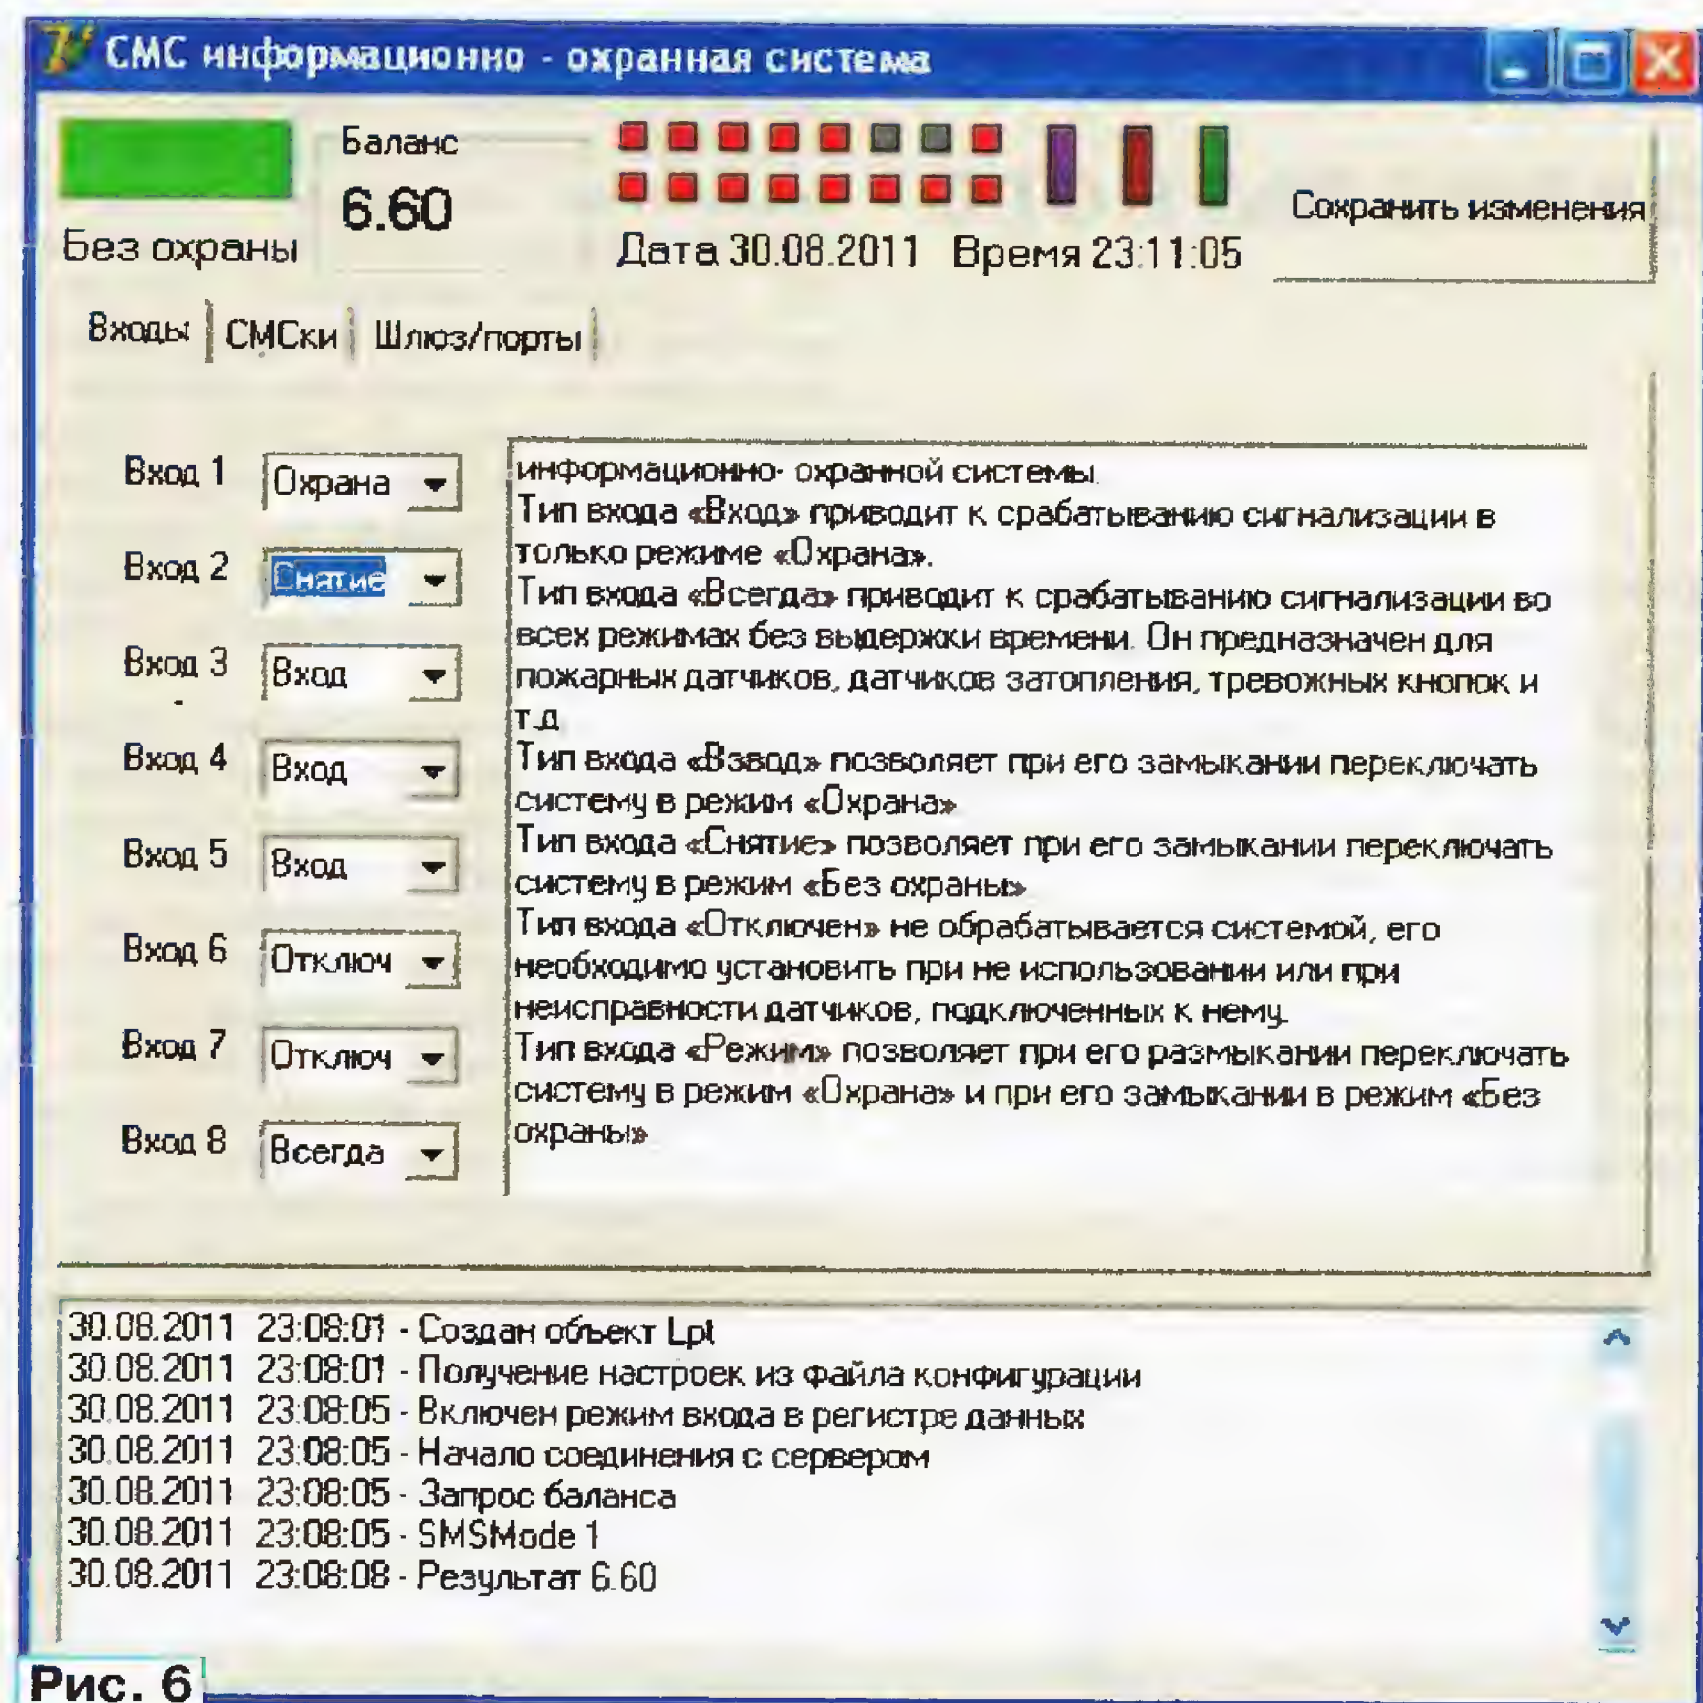 СМС информационно - охранная система
Баланс
6.60
Без охраны
Дата 30.08.2011 Время 23:11:05
Сохранить изменения
Входы СМСки Шлюз/порты
Вход 1 Охрана
Вход 2 Снятие
Вход 3 Вход
Вход 4 Вход
Вход 5 Вход
Вход 6 Отключ
Вход 7 Отключ
Вход 8 Всегда
информационно- охранной системы.
Тип входа «Вход» приводит к срабатыванию сигнализации в
только режиме «Охрана».
Тип входа «Всегда» приводит к срабатыванию сигнализации во
всех режимах без выдержки времени. Он предназначен для
пожарных датчиков, датчиков затопления, тревожных кнопок и
т.д.
Тип входа «Взвод» позволяет при его замыкании переключать
систему в режим «Охрана»
Тип входа «Снятие» позволяет при его замыкании переключать
систему в режим «Без охраны»
Тип входа «Отключен» не обрабатывается системой, его
необходимо установить при не использовании или при
неисправности датчиков, подключенных к нему.
Тип входа «Режим» позволяет при его размыкании переключать
систему в режим «Охрана» и при его замыкании в режим «Без
охраны»
30.08.2011 23:08:01 - Создан объект Lpt
30.08.2011 23:08:01 - Получение настроек из файла конфигурации
30.08.2011 23:08:05 - Включен режим входа в регистре данных
30.08.2011 23:08:05 - Начало соединения с сервером
30.08.2011 23:08:05 - Запрос баланса
30.08.2011 23:08:05 - SMSMode 1
30.08.2011 23:08:08 - Результат 6.60
Рис. 6